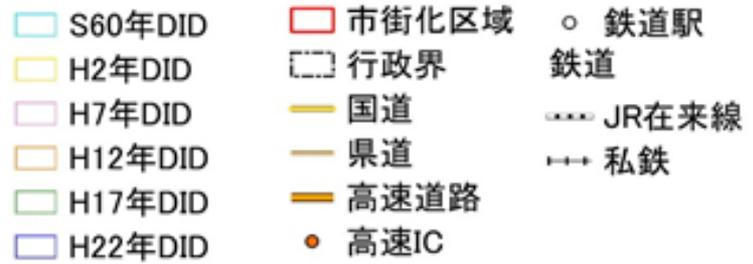 S60年DID
H2年DID
H7年DID
H12年DID
H17年DID
H22年DID
市街化区域
行政界
国道
県道
高速道路
高速IC
鉄道駅
鉄道
JR在来線
私鉄